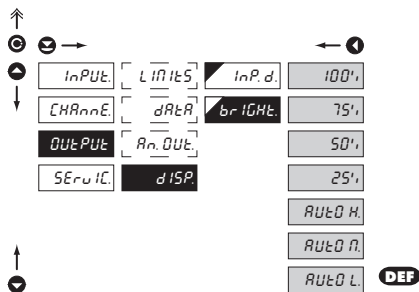 InPUt. LIMItS InP. d. 100%
CHAnnE. dAtA brIGHt. 75%
OUtPUt An. OUt. 50%
SErvIC. dISP. 25%
AUtO H.
AUtO M.
AUtO L. DEF